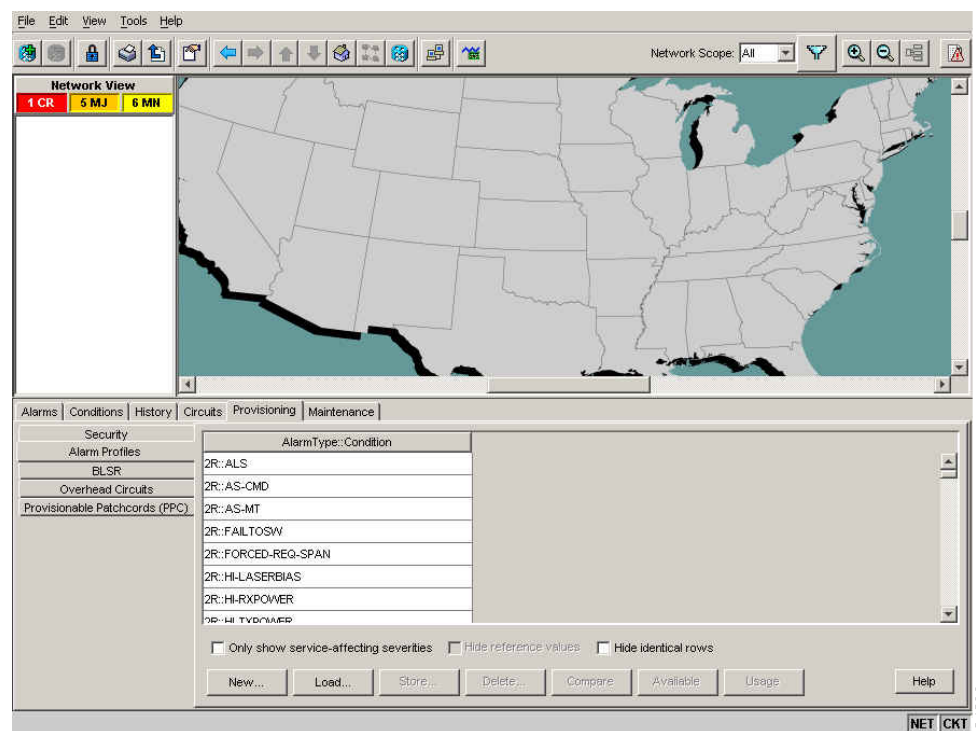 File Edit View Tools Help
Network Scope: All
Network View
1 CR 5 MJ 6 MN
Alarms Conditions History Circuits Provisioning Maintenance
Security
Alarm Profiles
BLSR
Overhead Circuits
Provisionable Patchcords (PPC)
AlarmType::Condition
2R::ALS
2R::AS-CMD
2R::AS-MT
2R::FAILTOSW
2R::FORCED-REQ-SPAN
2R::HI-LASERBIAS
2R::HI-RXPOWER
2R::HI-TXPOWER
Only show service-affecting severities Hide reference values Hide identical rows
New... Load... Store... Delete... Compare Available Usage Help
NET CKT